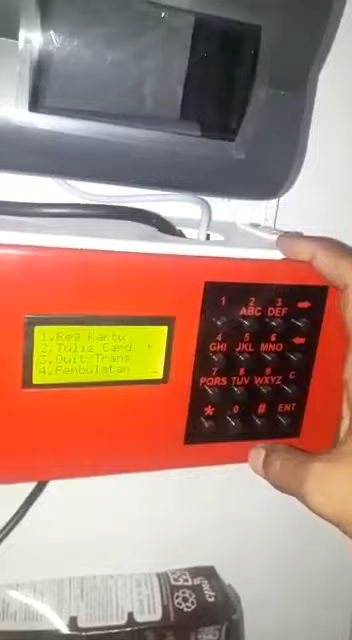 1.Reg Kartu
2.Tulis Card +
3.Duit/Trans
4.Pembulatan _
1 2 3
ABC DEF
4 5 6
GHI JKL MNO
7 8 9
PQRS TUV WXYZ C
* 0 # ENT